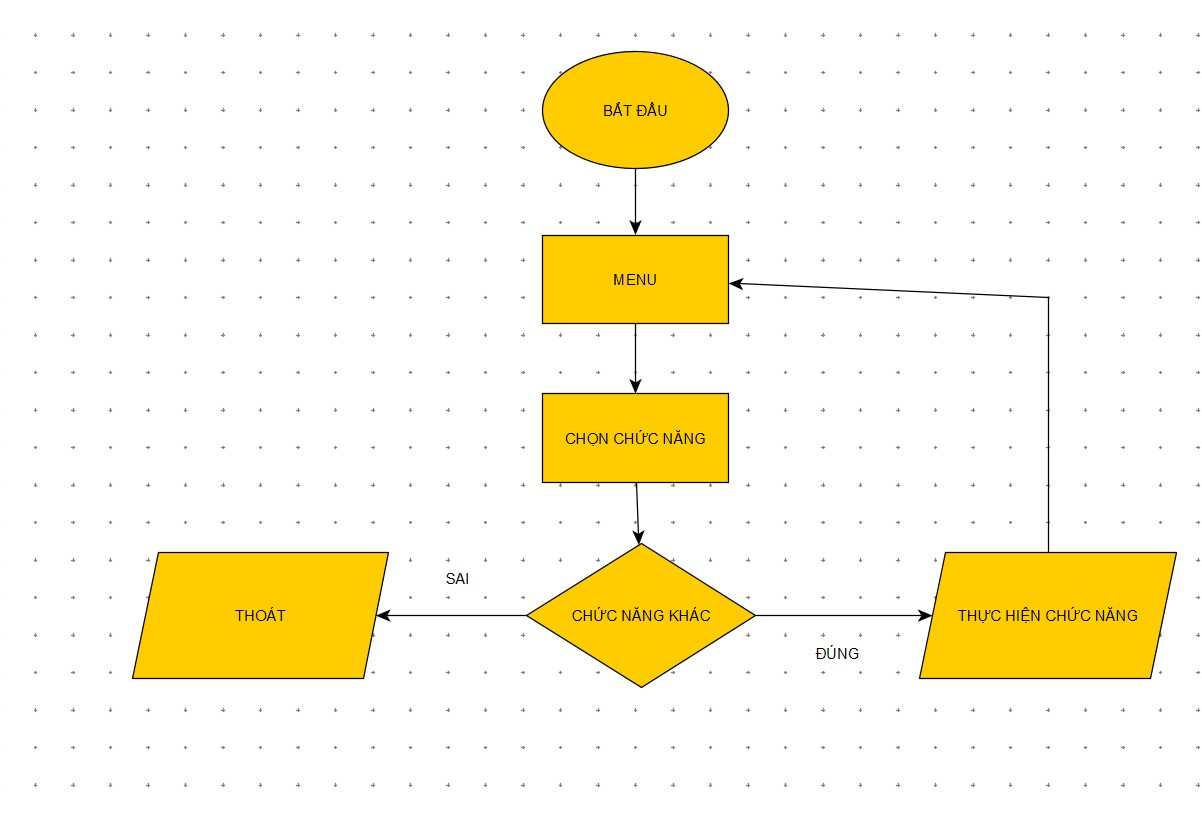 BẮT ĐẦU
MENU
CHỌN CHỨC NĂNG
SAI
THOÁT
CHỨC NĂNG KHÁC
THỰC HIỆN CHỨC NĂNG
ĐÚNG